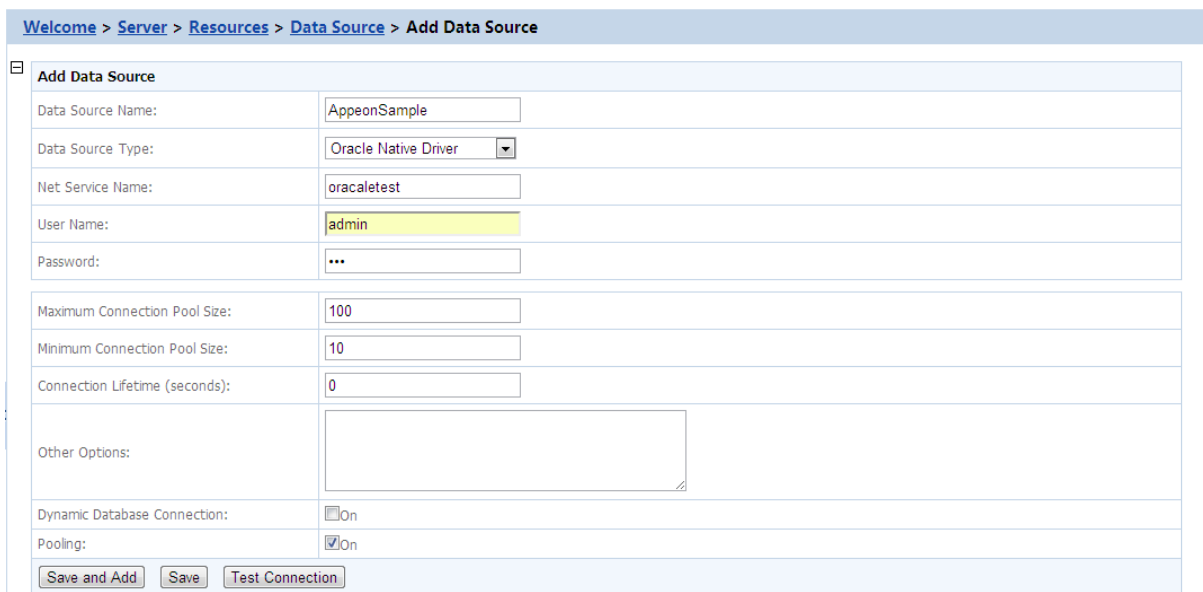 Welcome > Server > Resources > Data Source > Add Data Source
Add Data Source
Data Source Name: AppeonSample
Data Source Type: Oracle Native Driver
Net Service Name: oracaletest
User Name: admin
Password: •••
Maximum Connection Pool Size: 100
Minimum Connection Pool Size: 10
Connection Lifetime (seconds): 0
Other Options:
Dynamic Database Connection: On
Pooling: On
Save and Add Save Test Connection